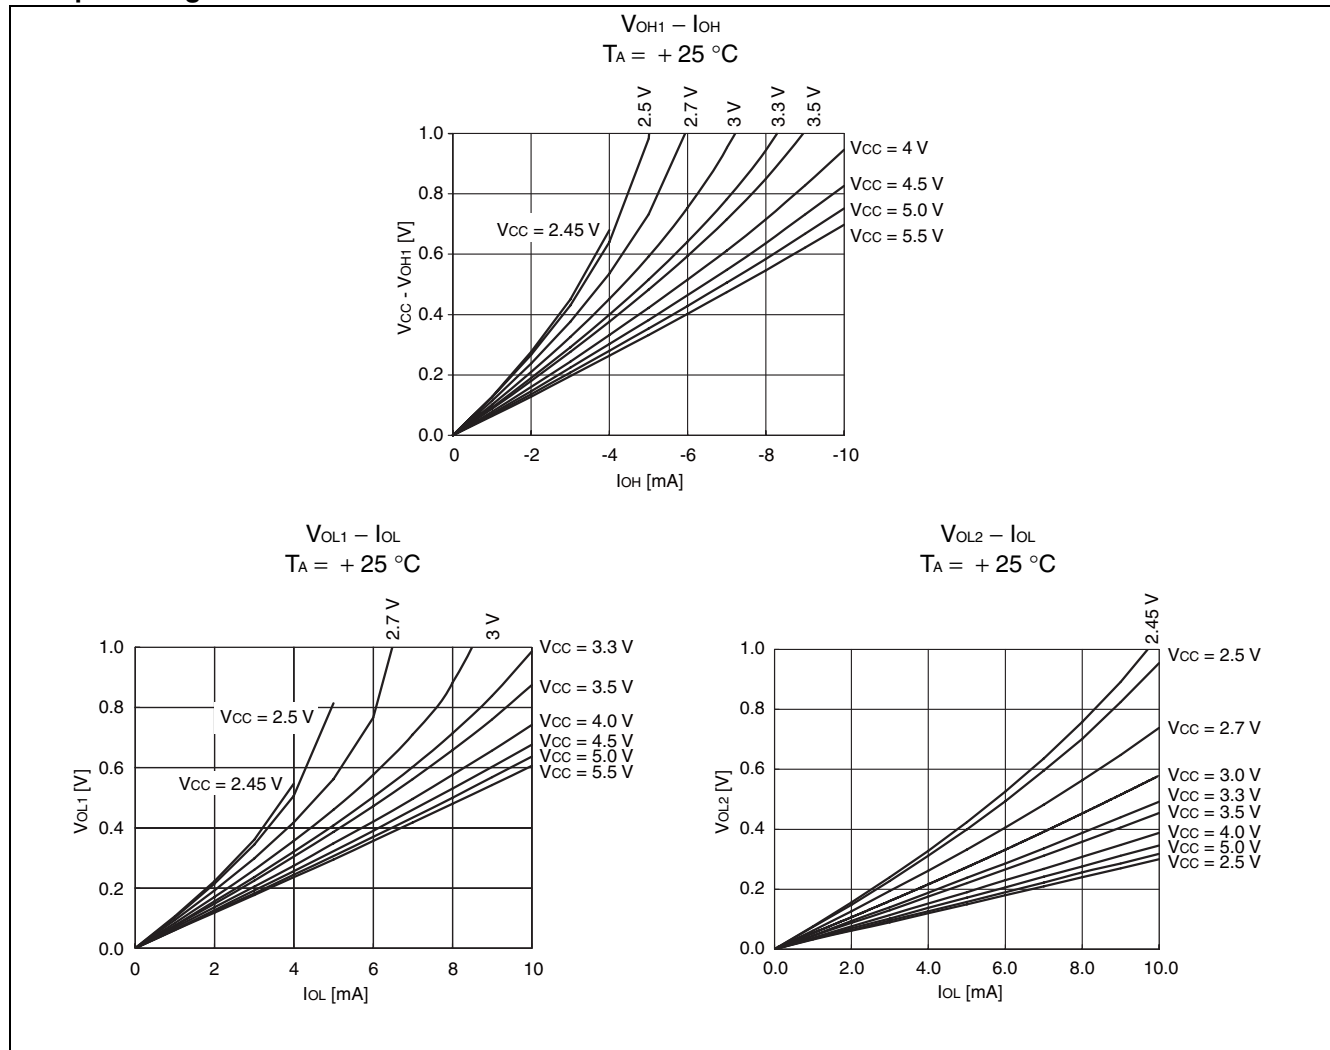 VOH1 – IOH
TA = + 25 °C
2.5 V
2.7 V
3 V
3.3 V
3.5 V
1.0
0.8
0.6
0.4
0.2
0.0
VCC - VOH1 [V]
VCC = 2.45 V
VCC = 4 V
VCC = 4.5 V
VCC = 5.0 V
VCC = 5.5 V
0 -2 -4 -6 -8 -10
IOH [mA]
VOL1 – IOL
TA = + 25 °C
2.7 V
3 V
1.0
0.8
0.6
0.4
0.2
0.0
VOL1 [V]
VCC = 2.5 V
VCC = 2.45 V
VCC = 3.3 V
VCC = 3.5 V
VCC = 4.0 V
VCC = 4.5 V
VCC = 5.0 V
VCC = 5.5 V
0 2 4 6 8 10
IOL [mA]
VOL2 – IOL
TA = + 25 °C
2.45 V
1.0
0.8
0.6
0.4
0.2
0.0
VOL2 [V]
VCC = 2.5 V
VCC = 2.7 V
VCC = 3.0 V
VCC = 3.3 V
VCC = 3.5 V
VCC = 4.0 V
VCC = 5.0 V
VCC = 2.5 V
0.0 2.0 4.0 6.0 8.0 10.0
IOL [mA]